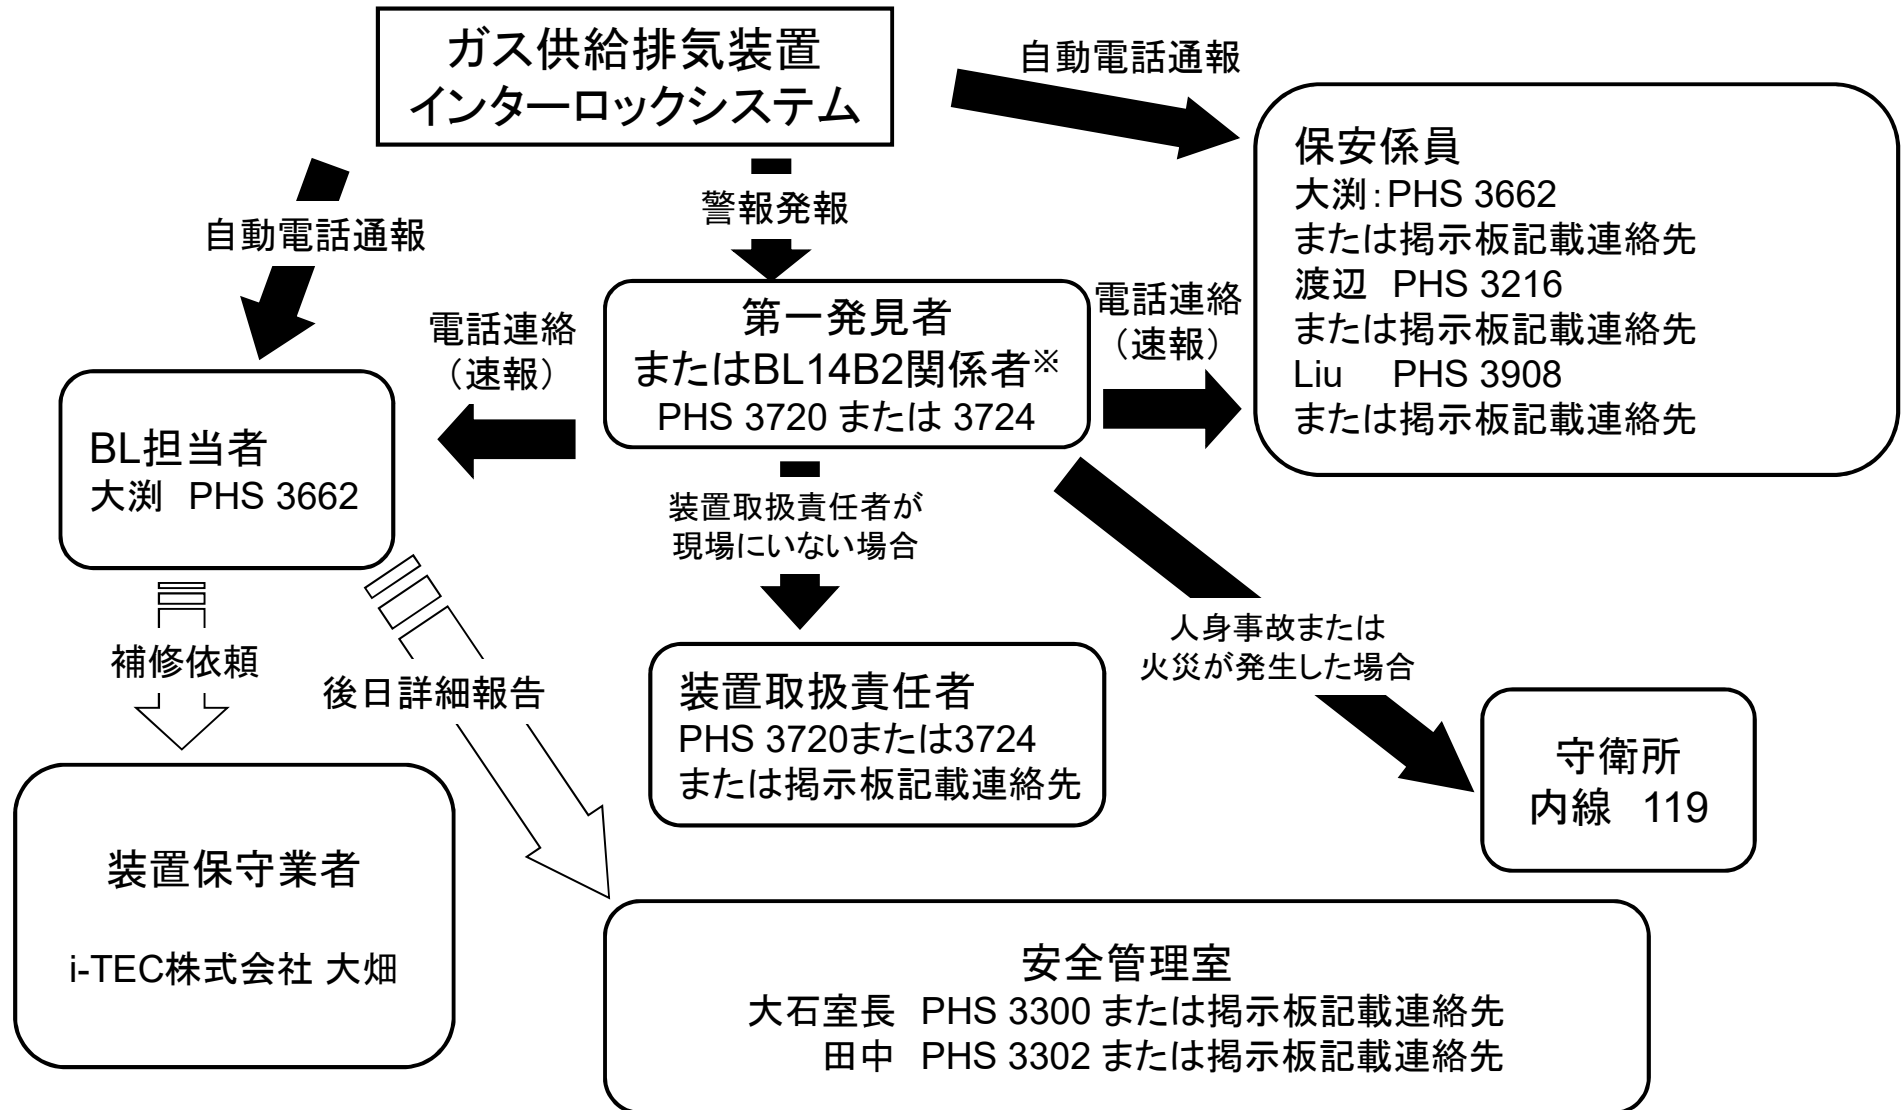 ガス供給排気装置
インターロックシステム
自動電話通報
保安係員
大渕:PHS 3662
または掲示板記載連絡先
渡辺 PHS 3216
または掲示板記載連絡先
Liu PHS 3908
または掲示板記載連絡先
自動電話通報
警報発報
第一発見者
またはBL14B2関係者※
PHS 3720 または 3724
電話連絡
（速報）
電話連絡
（速報）
BL担当者
大渕 PHS 3662
装置取扱責任者が
現場にいない場合
人身事故または
火災が発生した場合
補修依頼
後日詳細報告
装置取扱責任者
PHS 3720または3724
または掲示板記載連絡先
守衛所
内線 119
装置保守業者
i-TEC株式会社 大畑
安全管理室
大石室長 PHS 3300 または掲示板記載連絡先
田中 PHS 3302 または掲示板記載連絡先